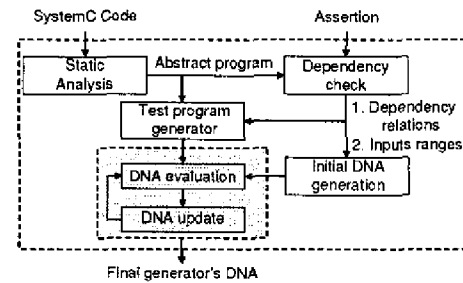 SystemC Code
Assertion
Static
Analysis
Abstract program
Dependency
check
Test program
generator
1. Dependency
relations
2. Inputs ranges
DNA evaluation
Initial DNA
generation
DNA update
Final generator's DNA